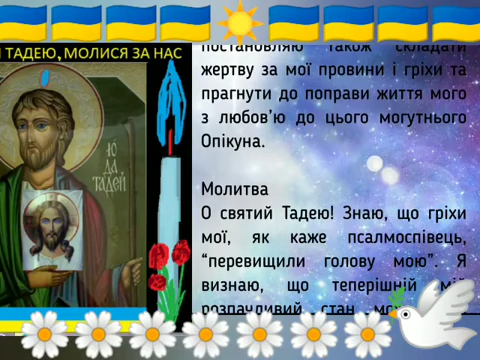 ТАДЕЮ, МОЛИСЯ ЗА НАС
Ю
ДА
ТАДЕЙ
постановляю також складати
жертву за мої провини і гріхи та
прагнути до поправи життя мого
з любов’ю до цього могутнього
Опікуна.
Молитва
О святий Тадею! Знаю, що гріхи
мої, як каже псалмоспівець,
“перевищили голову мою”. Я
визнаю, що теперішній мій
розпачливий стан